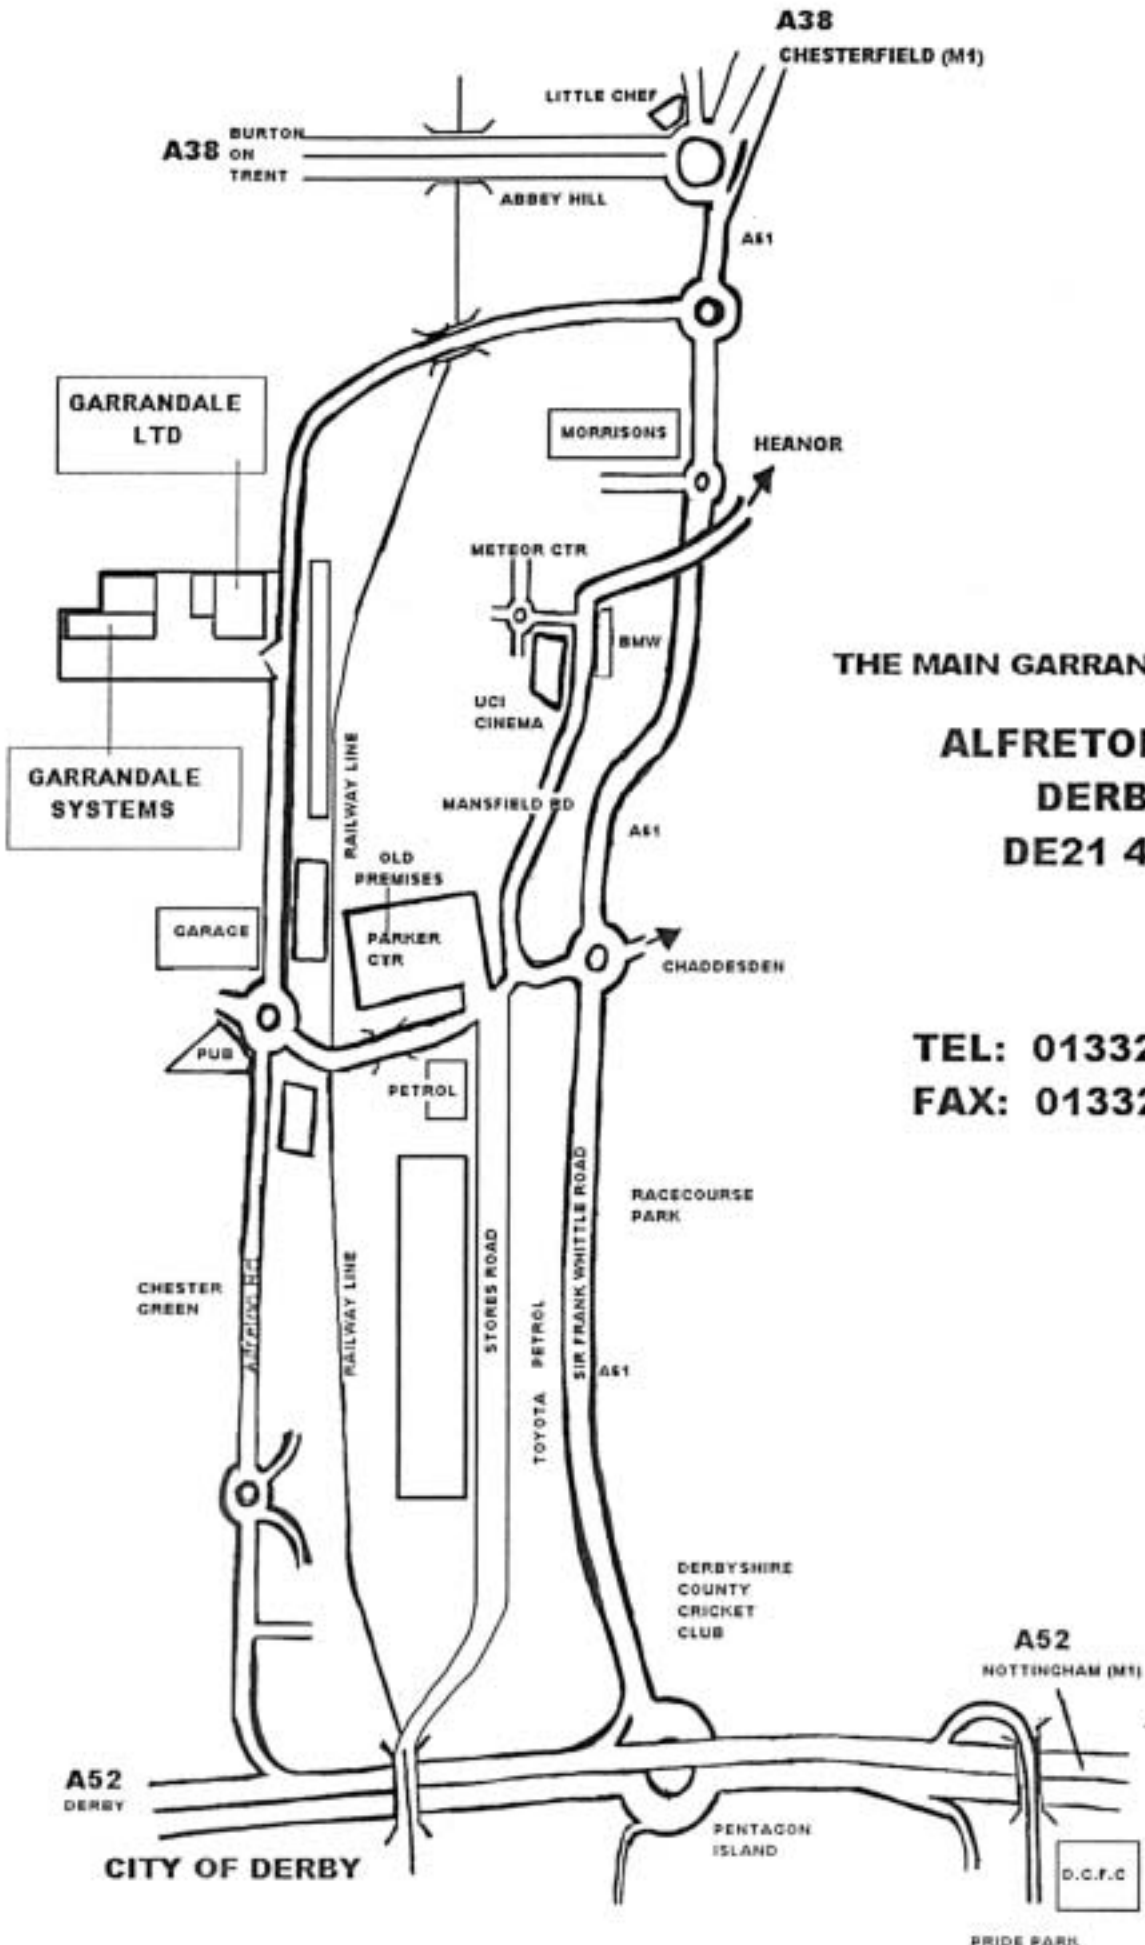 A38
CHESTERFIELD (M1)
LITTLE CHEF
A38
BURTON
ON
TRENT
ABBEY HILL
A61
GARRANDALE
LTD
MORRISONS
HEANOR
METEOR CTR
BMW
THE MAIN GARRAN
UCI
CINEMA
ALFRETO
DERB
DE21 4
GARRANDALE
SYSTEMS
RAILWAY LINE
MANSFIELD RD
A61
OLD
PREMISES
GARAGE
PARKER
CTR
CHADDESDEN
PUB
PETROL
TEL: 01332
FAX: 01332
RACECOURSE
PARK
CHESTER
GREEN
Alfreton Rd
RAILWAY LINE
STORES ROAD
TOYOTA PETROL
SIR FRANK WHITTLE ROAD
A61
DERBYSHIRE
COUNTY
CRICKET
CLUB
A52
NOTTINGHAM (M1)
A52
DERBY
CITY OF DERBY
PENTAGON
ISLAND
D.C.F.C
PRIDE PARK